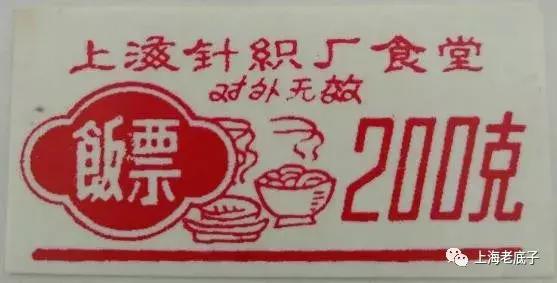 上海针織厂食堂
对外无效
飯票
200克
上海老底子